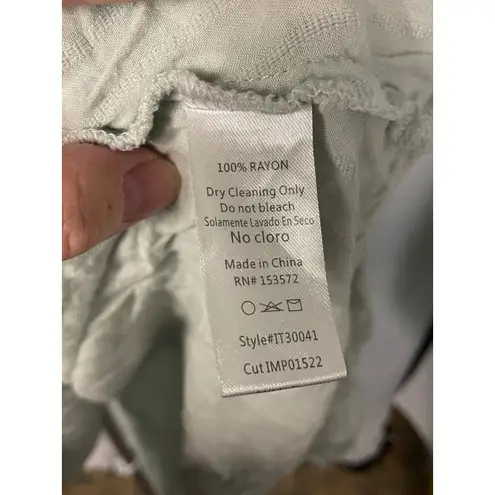 100% RAYON
Dry Cleaning Only
Do not bleach
Solamente Lavado En Seco
No cloro
Made in China
RN# 153572
Style#IT30041
Cut IMP01522